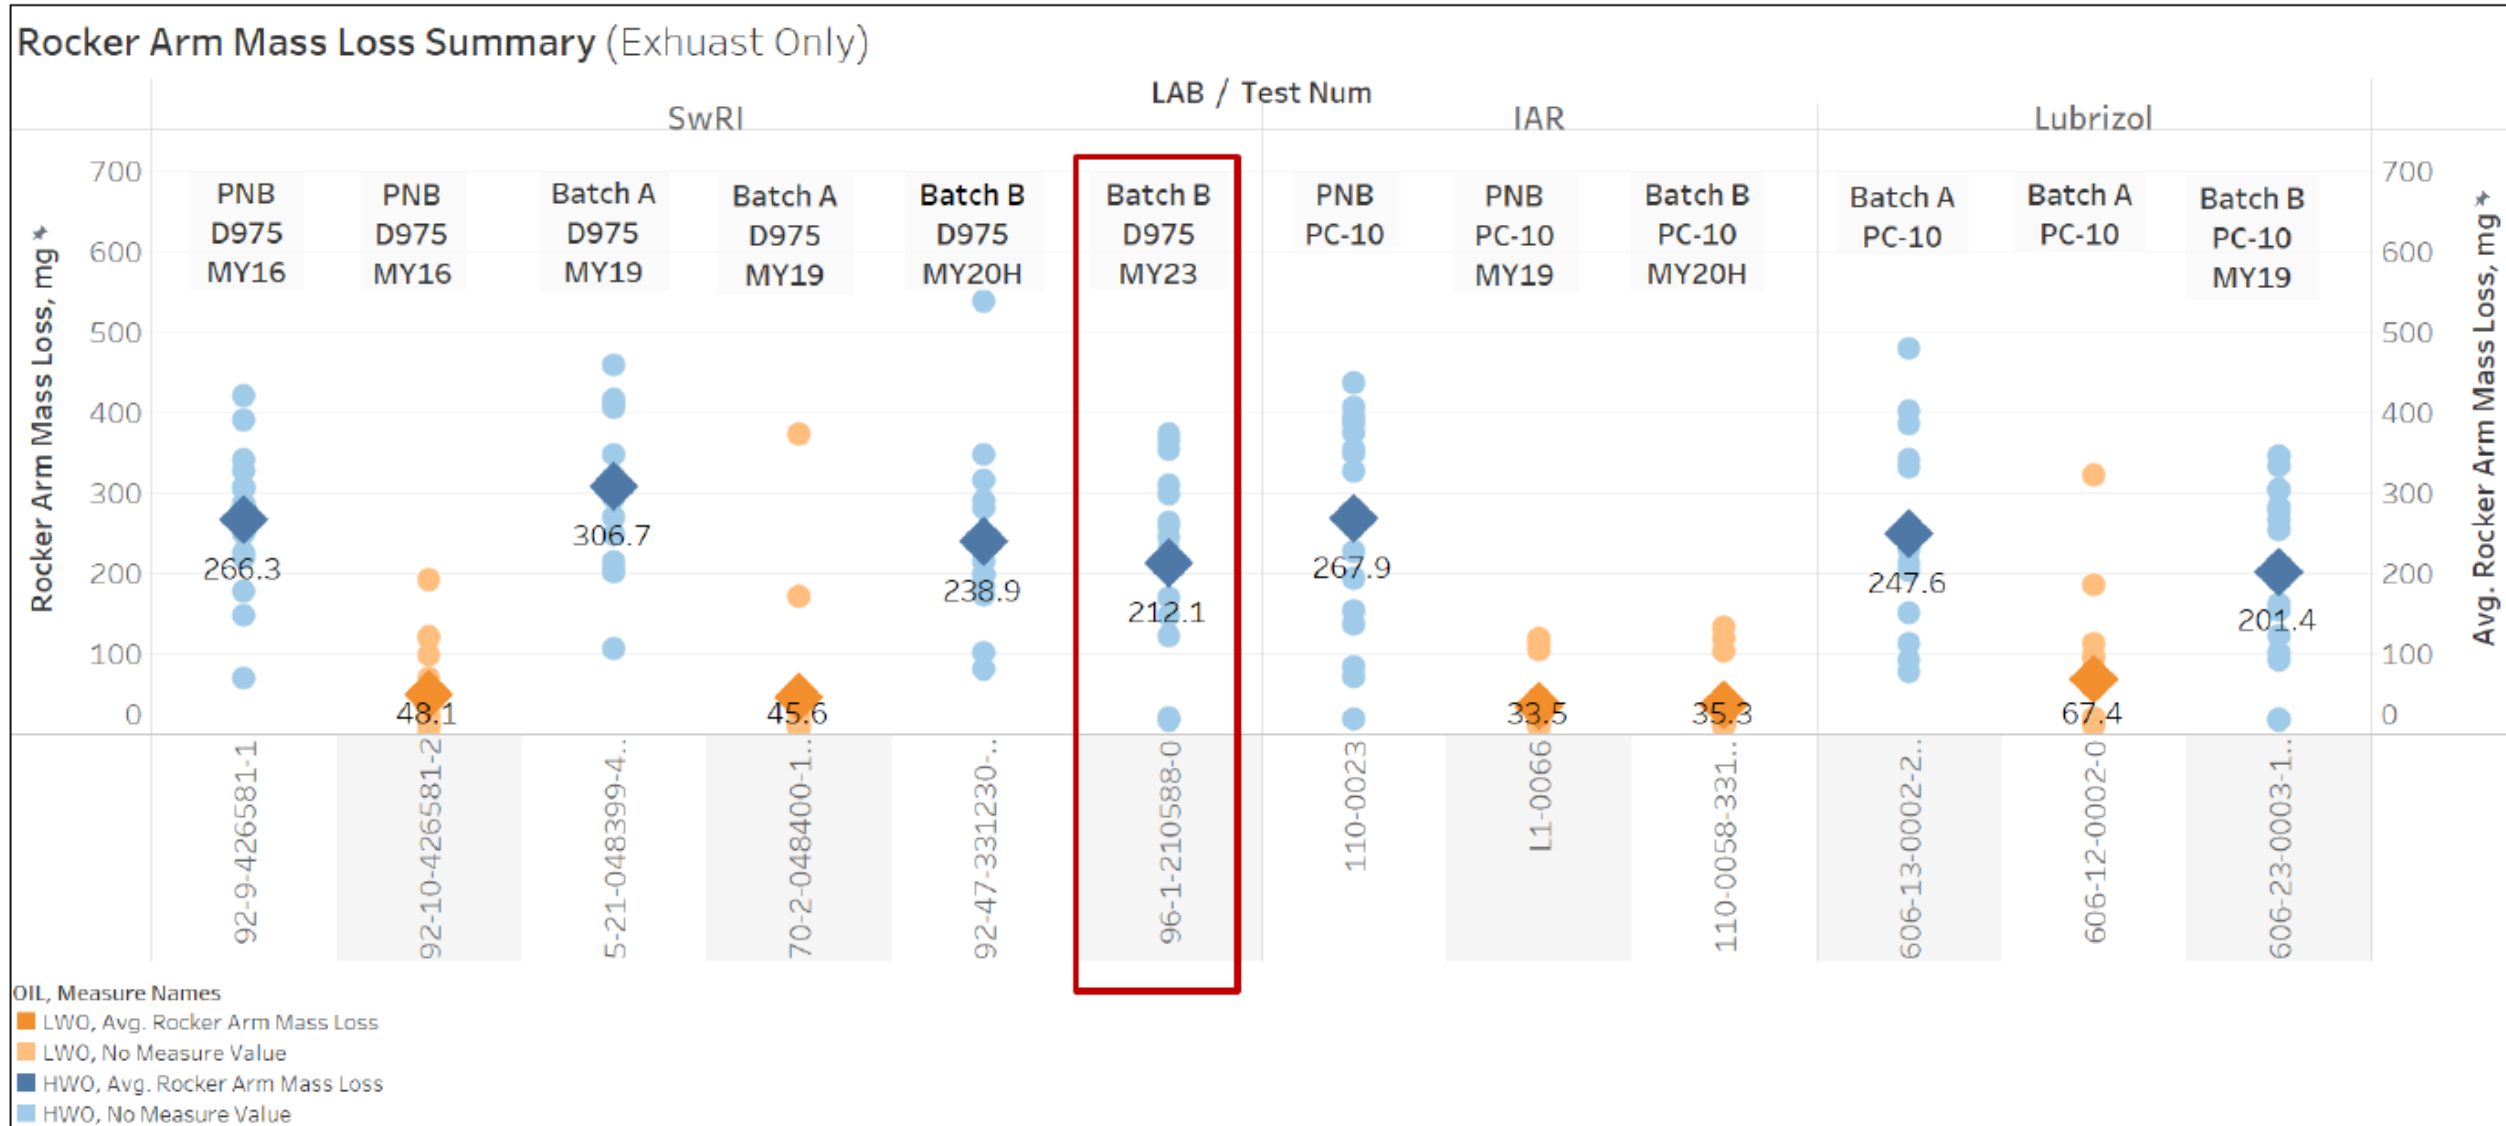 Rocker Arm Mass Loss Summary (Exhuast Only)
LAB / Test Num
SwRI
IAR
Lubrizol
Rocker Arm Mass Loss, mg
700
600
500
400
300
200
100
0
PNB
D975
MY16
PNB
D975
MY16
Batch A
D975
MY19
Batch A
D975
MY19
Batch B
D975
MY20H
Batch B
D975
MY23
PNB
PC-10
PNB
PC-10
MY19
Batch B
PC-10
MY20H
Batch A
PC-10
Batch A
PC-10
Batch B
PC-10
MY19
266.3
48.1
306.7
45.6
238.9
212.1
267.9
33.5
35.3
247.6
67.4
201.4
700
600
500
400
300
200
100
0
Avg. Rocker Arm Mass Loss, mg
92-9-426581-1
92-10-426581-2
5-21-048399-4..
70-2-048400-1..
92-47-331230-..
96-1-210588-0
110-0023
L1-0066
110-0058-331..
606-13-0002-2..
606-12-0002-0
606-23-0003-1..
OIL, Measure Names
LWO, Avg. Rocker Arm Mass Loss
LWO, No Measure Value
HWO, Avg. Rocker Arm Mass Loss
HWO, No Measure Value